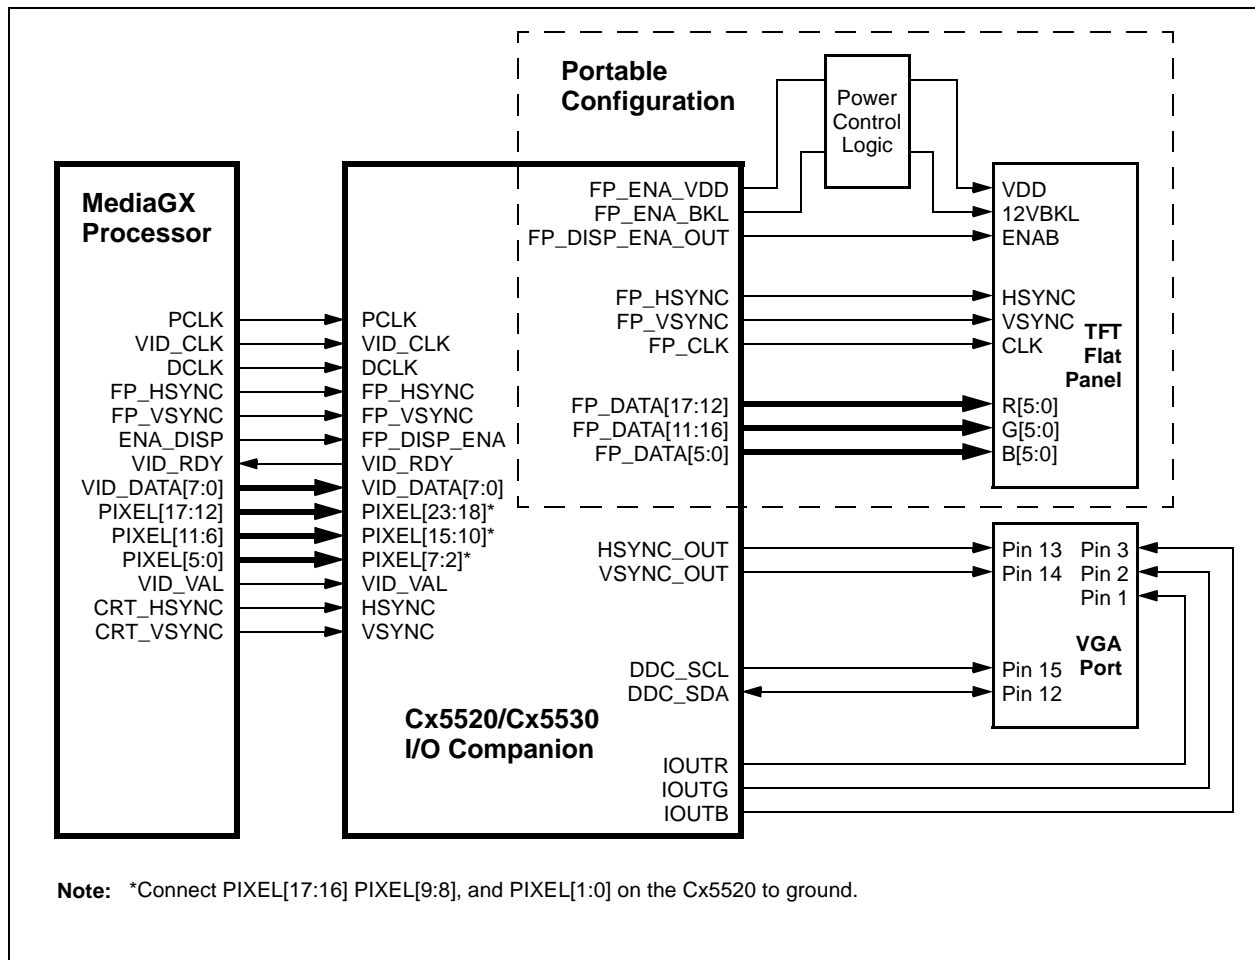 Portable
Configuration
Power
Control
Logic
MediaGX
Processor
PCLK
VID_CLK
DCLK
FP_HSYNC
FP_VSYNC
ENA_DISP
VID_RDY
VID_DATA[7:0]
PIXEL[17:12]
PIXEL[11:6]
PIXEL[5:0]
VID_VAL
CRT_HSYNC
CRT_VSYNC
PCLK
VID_CLK
DCLK
FP_HSYNC
FP_VSYNC
FP_DISP_ENA
VID_RDY
VID_DATA[7:0]
PIXEL[23:18]*
PIXEL[15:10]*
PIXEL[7:2]*
VID_VAL
HSYNC
VSYNC
Cx5520/Cx5530
I/O Companion
FP_ENA_VDD
FP_ENA_BKL
FP_DISP_ENA_OUT
FP_HSYNC
FP_VSYNC
FP_CLK
FP_DATA[17:12]
FP_DATA[11:16]
FP_DATA[5:0]
HSYNC_OUT
VSYNC_OUT
DDC_SCL
DDC_SDA
IOUTR
IOUTG
IOUTB
VDD
12VBKL
ENAB
HSYNC
VSYNC
CLK
TFT
Flat
Panel
R[5:0]
G[5:0]
B[5:0]
Pin 13 Pin 3
Pin 14 Pin 2
Pin 1
VGA
Port
Pin 15
Pin 12
Note: *Connect PIXEL[17:16] PIXEL[9:8], and PIXEL[1:0] on the Cx5520 to ground.